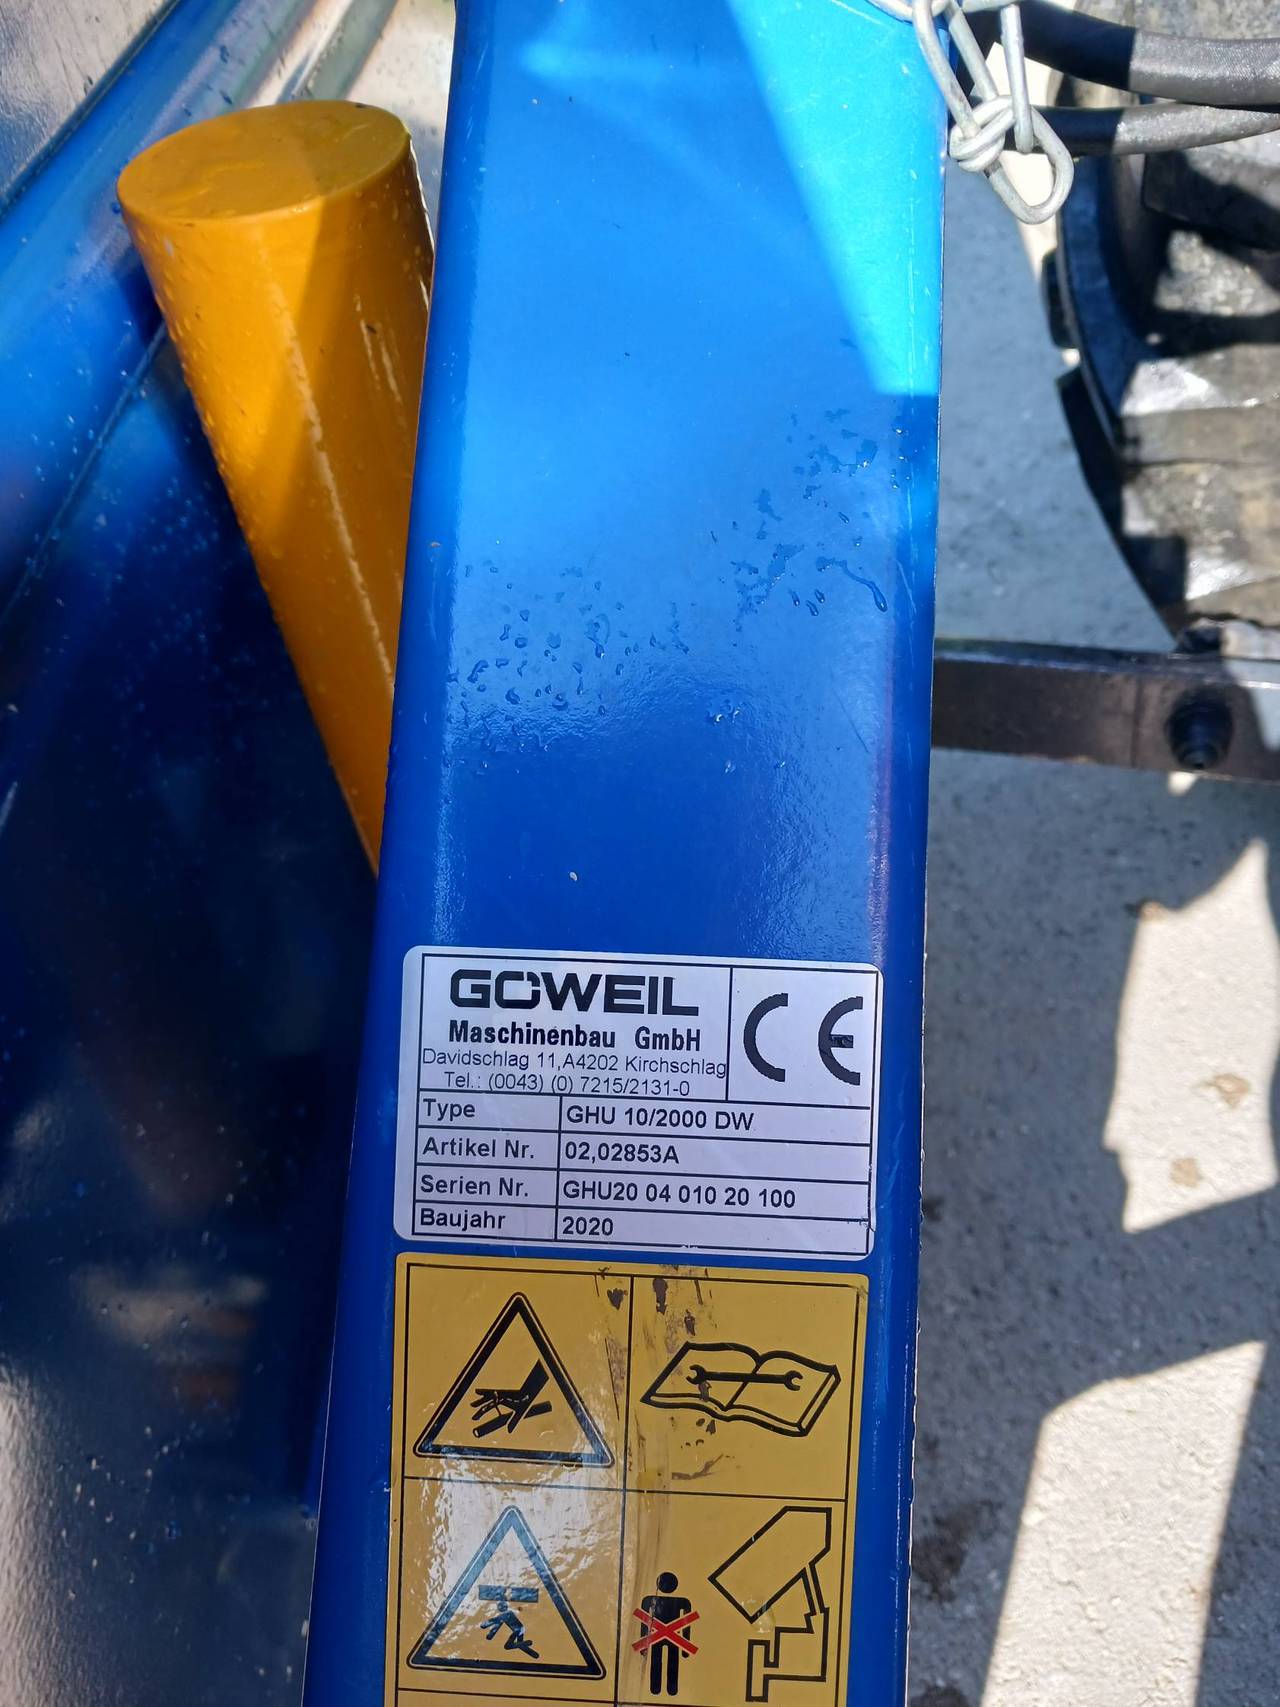 GÖWEIL
Maschinenbau GmbH
Davidschlag 11,A4202 Kirchschlag
Tel.: (0043) (0) 7215/2131-0
CE
Type GHU 10/2000 DW
Artikel Nr. 02,02853A
Serien Nr. GHU20 04 010 20 100
Baujahr 2020